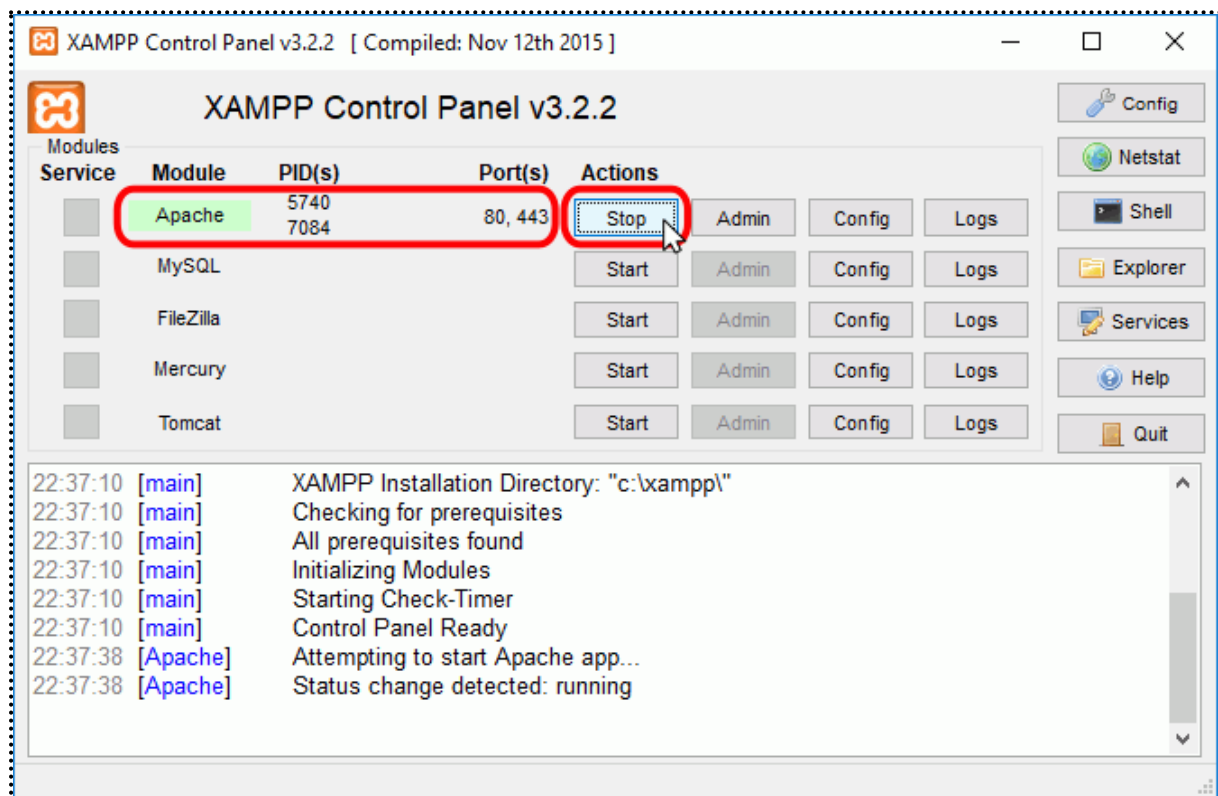 XAMPP Control Panel v3.2.2 [ Compiled: Nov 12th 2015 ]
XAMPP Control Panel v3.2.2
Config
Modules
Netstat
Service Module PID(s) Port(s) Actions
Apache 5740 7084 80, 443 Stop Admin Config Logs
Shell
MySQL Start Admin Config Logs
Explorer
FileZilla Start Admin Config Logs
Services
Mercury Start Admin Config Logs
Help
Tomcat Start Admin Config Logs
Quit
22:37:10 [main] XAMPP Installation Directory: "c:\xampp\"
22:37:10 [main] Checking for prerequisites
22:37:10 [main] All prerequisites found
22:37:10 [main] Initializing Modules
22:37:10 [main] Starting Check-Timer
22:37:10 [main] Control Panel Ready
22:37:38 [Apache] Attempting to start Apache app...
22:37:38 [Apache] Status change detected: running